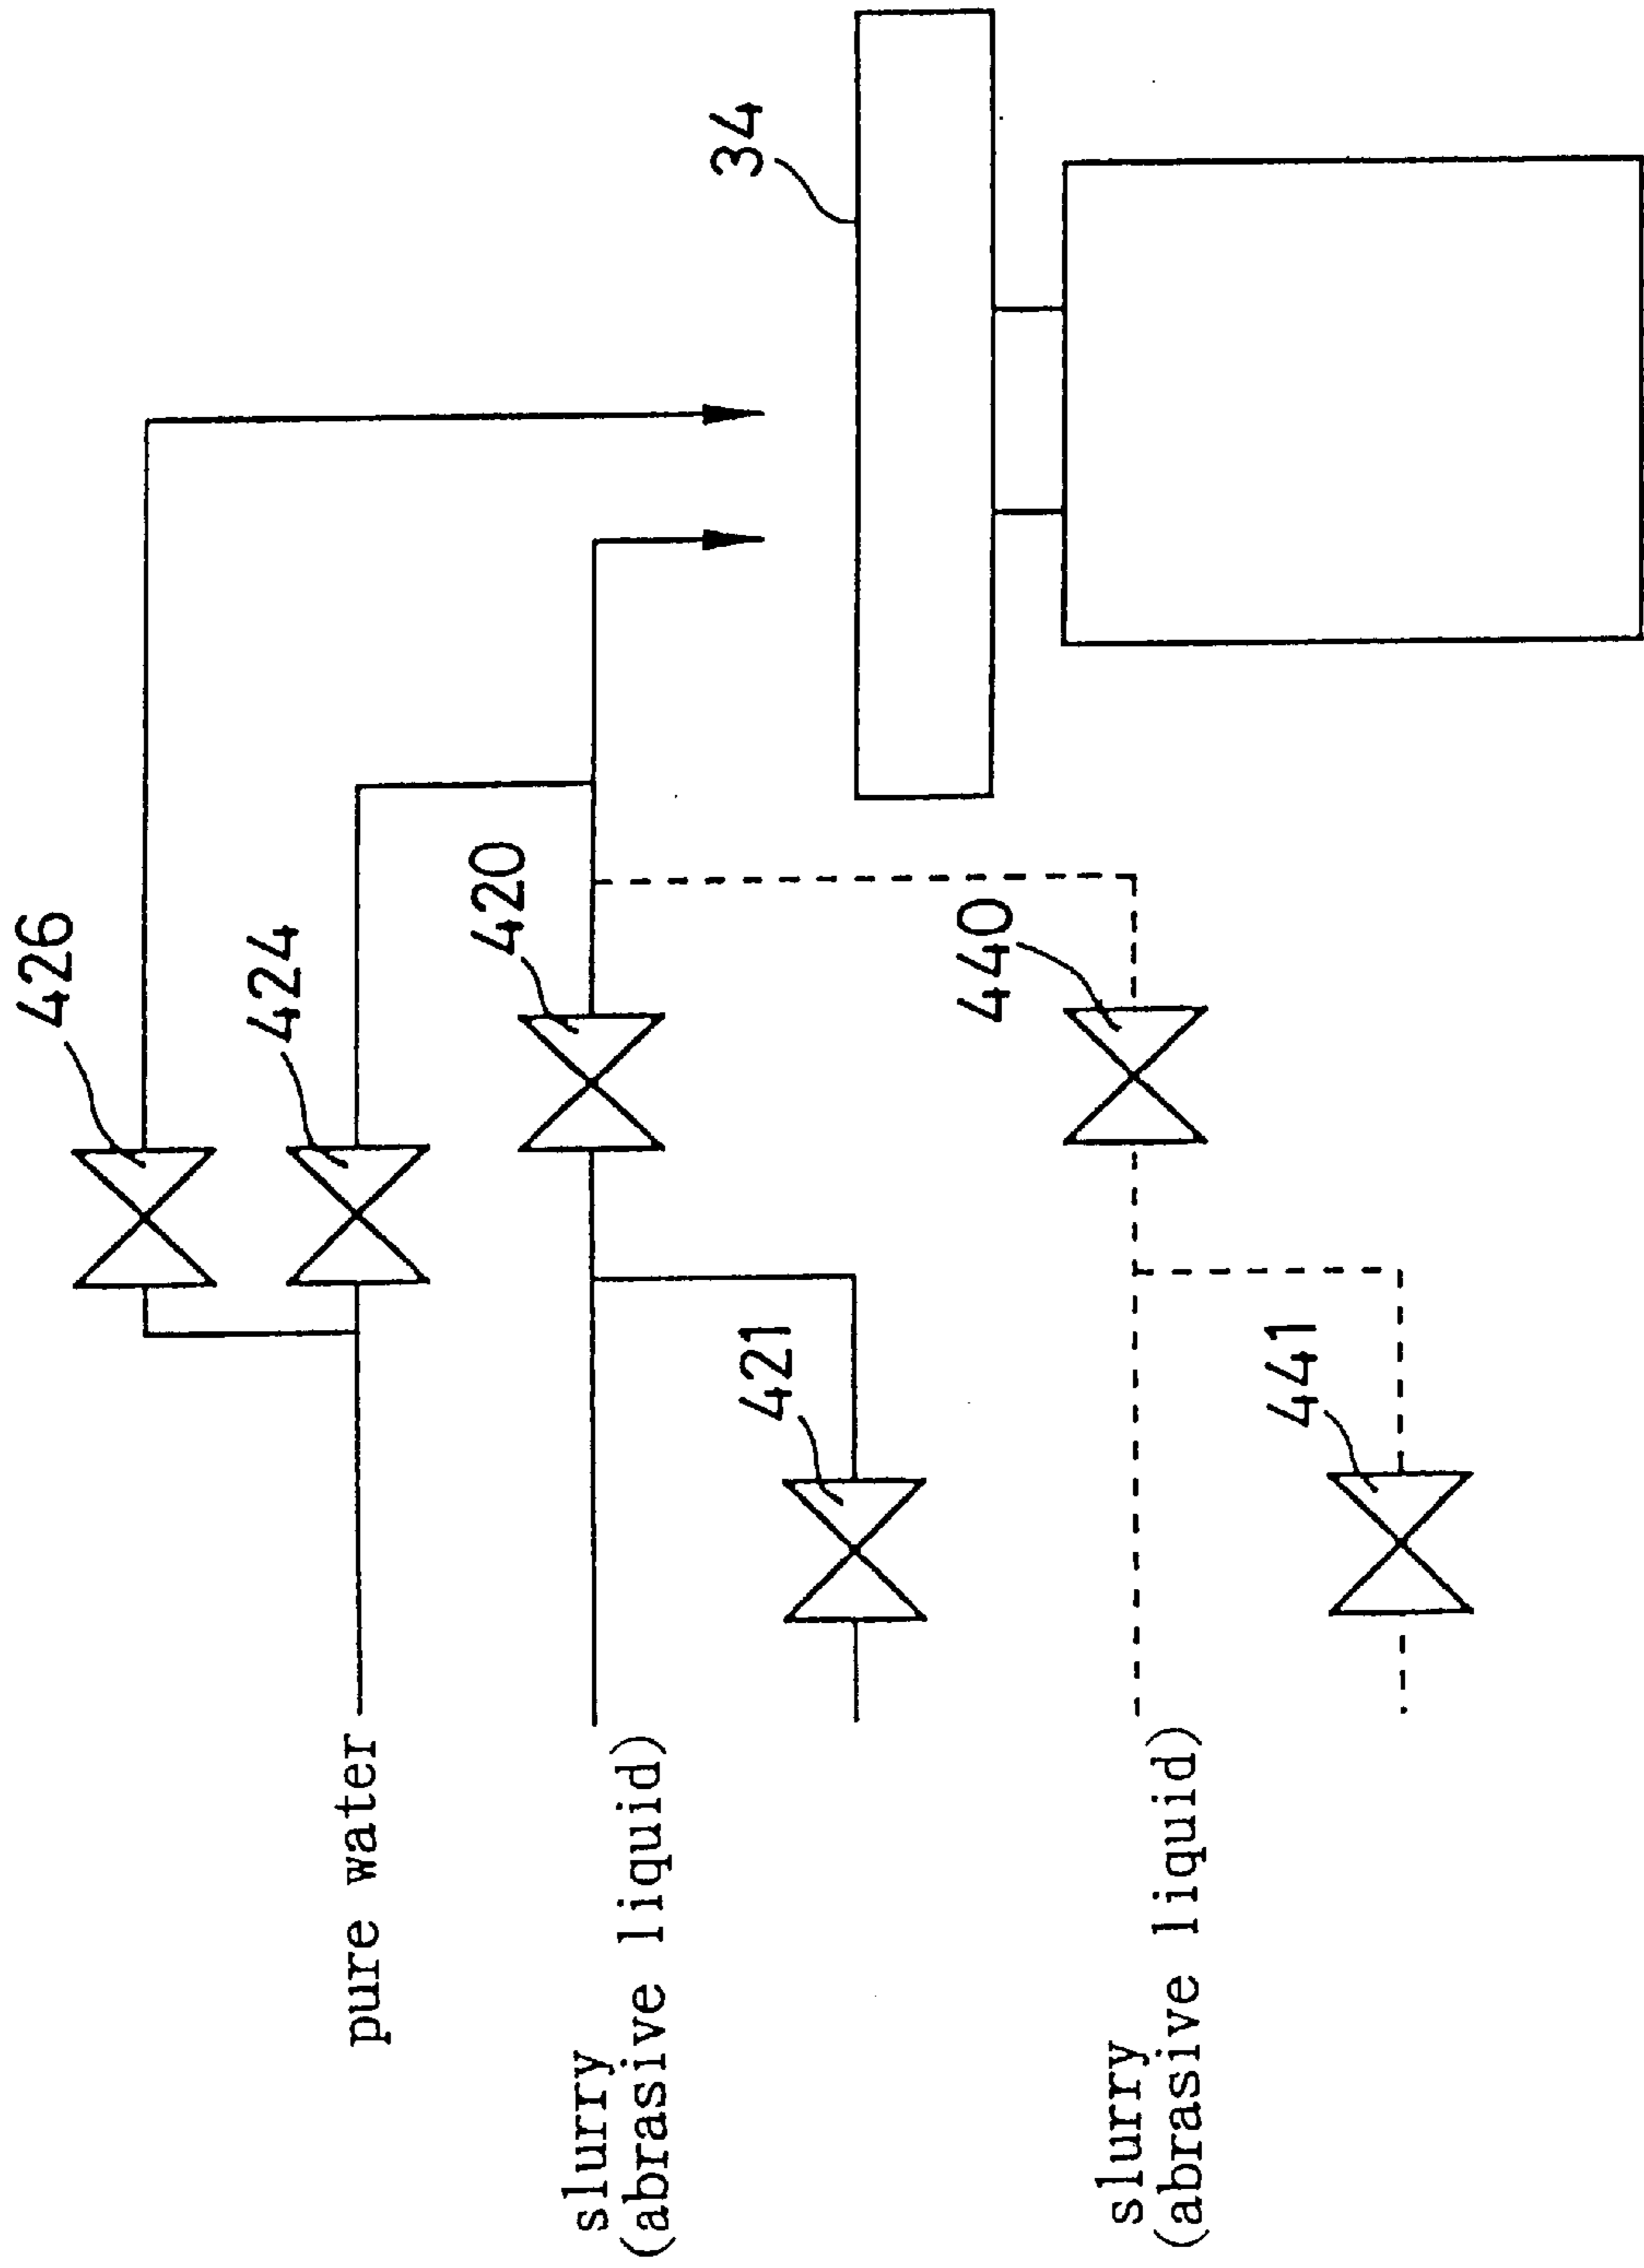 426
424
420
34
pure water
slurry
(abrasive liquid)
421
440
slurry
(abrasive liquid)
441